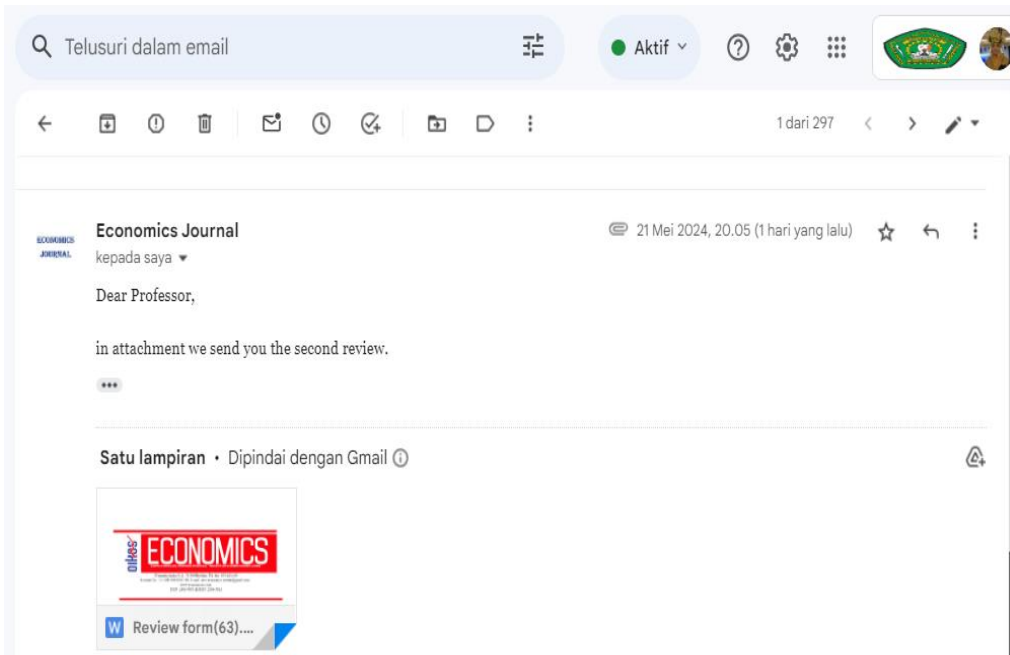 Telusuri dalam email
Aktif
1 dari 297
ECONOMICS
JOURNAL
Economics Journal
21 Mei 2024, 20.05 (1 hari yang lalu)
kepada saya
Dear Professor,
in attachment we send you the second review.
Satu lampiran • Dipindai dengan Gmail
oikos
ECONOMICS
W
Review form(63)....